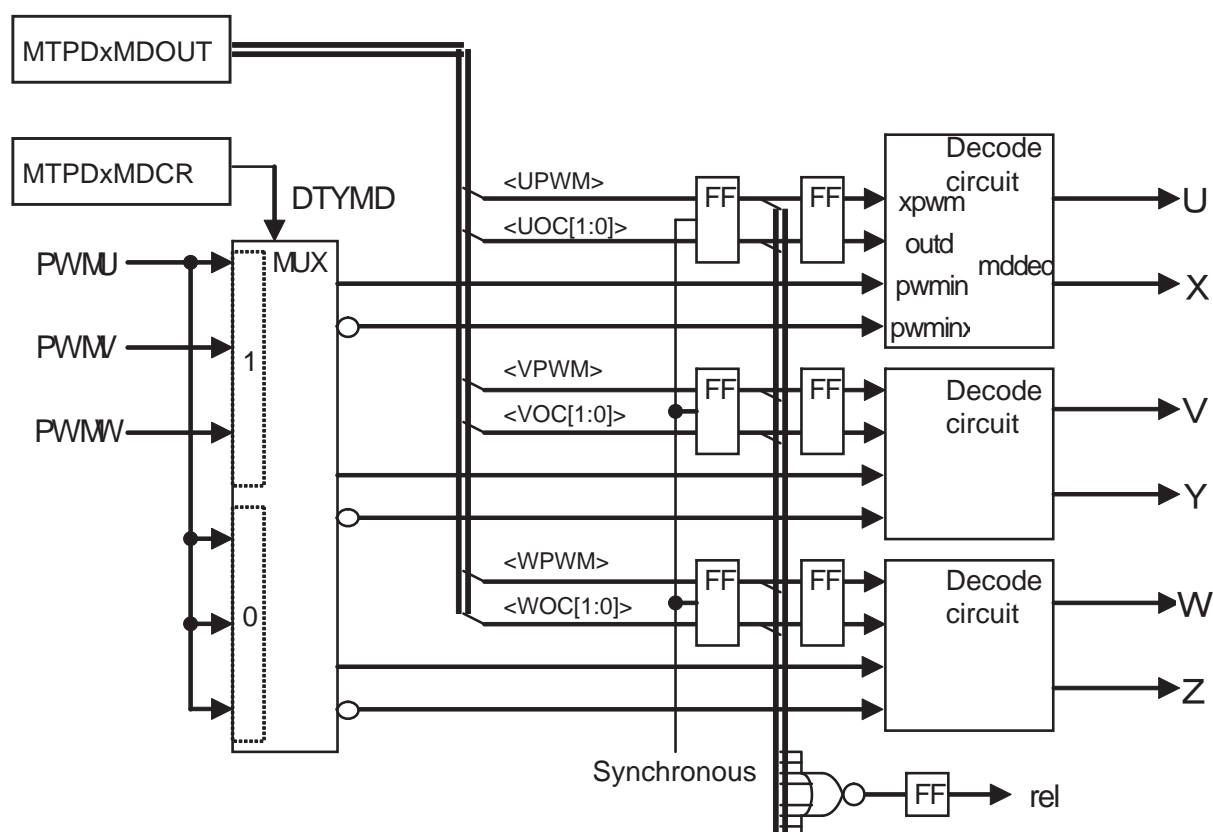 MTPDxMDOUT
MTPDxMDCR
DTYMD
PWMU
PWMV
PWMW
MUX
1
0
<UPWM>
<UOC[1:0]>
FF
FF
Decode
circuit
xpwm
outd
mddec
pwmin
pwminx
U
X
<VPWM>
<VOC[1:0]>
FF
FF
Decode
circuit
V
Y
<WPWM>
<WOC[1:0]>
FF
FF
Decode
circuit
W
Z
Synchronous
FF
rel